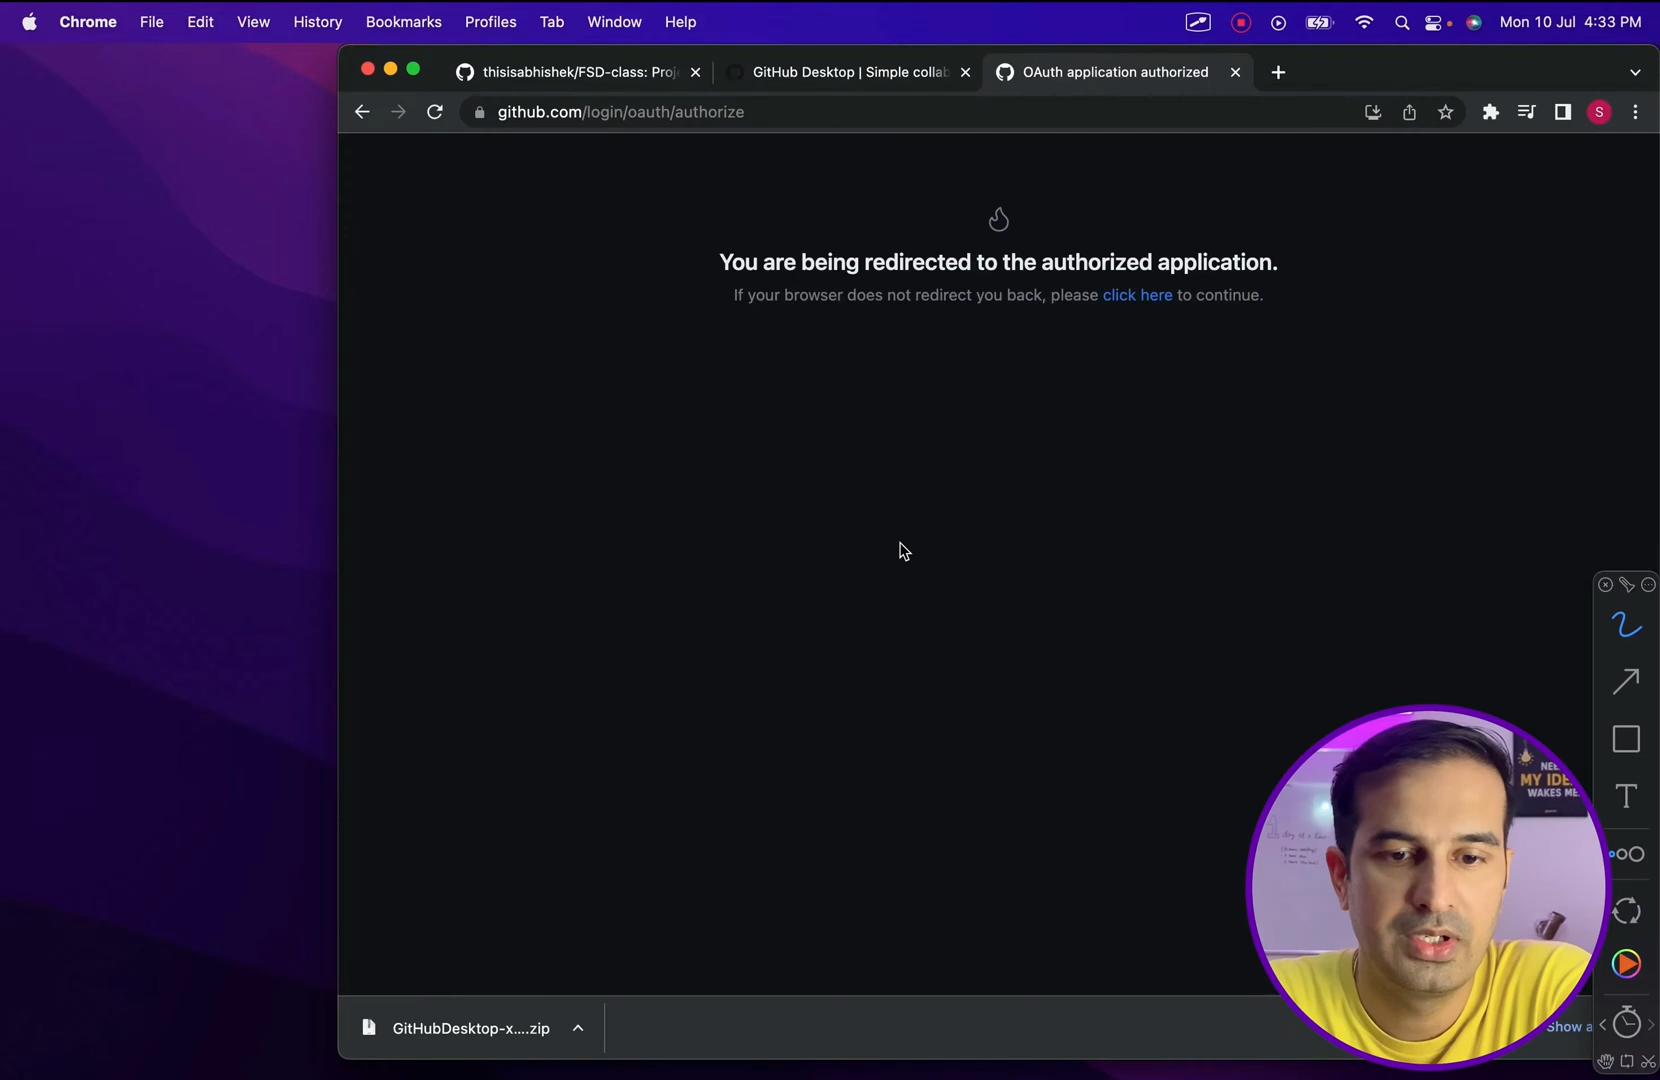 Chrome File Edit View History Bookmarks Profiles Tab Window Help Mon 10 Jul 4:33 PM
thisisabhishek/FSD-class: Proj GitHub Desktop | Simple collab OAuth application authorized
github.com/login/oauth/authorize S
You are being redirected to the authorized application.
If your browser does not redirect you back, please click here to continue.
MY IDE
WAKES ME
T
GitHubDesktop-x....zip
Show a